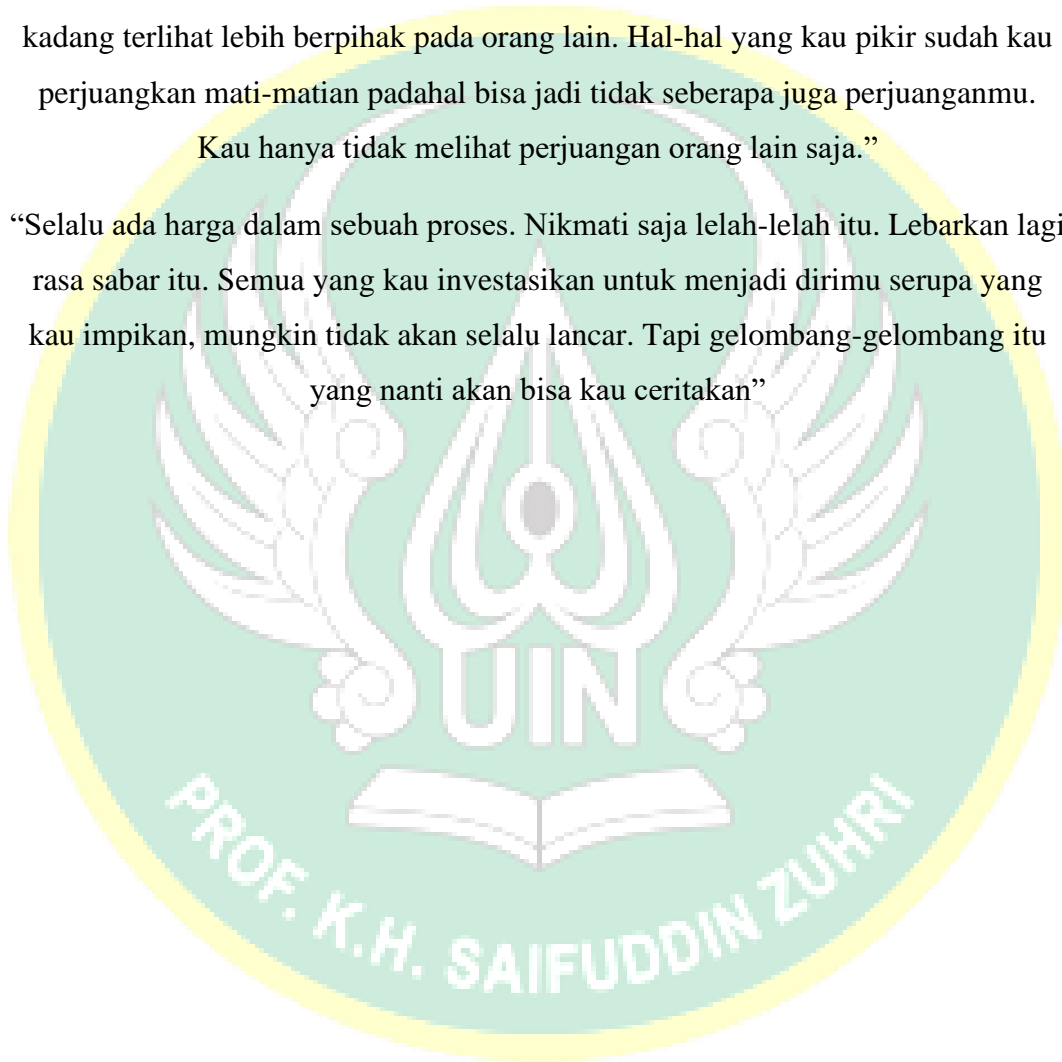 kadang terlihat lebih berpihak pada orang lain. Hal-hal yang kau pikir sudah kau
perjuangkan mati-matian padahal bisa jadi tidak seberapa juga perjuanganmu.
Kau hanya tidak melihat perjuangan orang lain saja.”
“Selalu ada harga dalam sebuah proses. Nikmati saja lelah-lelah itu. Lebarkan lagi
rasa sabar itu. Semua yang kau investasikan untuk menjadi dirimu serupa yang
kau impikan, mungkin tidak akan selalu lancar. Tapi gelombang-gelombang itu
yang nanti akan bisa kau ceritakan”
UIN
PROF. K.H. SAIFUDDIN ZUHRI